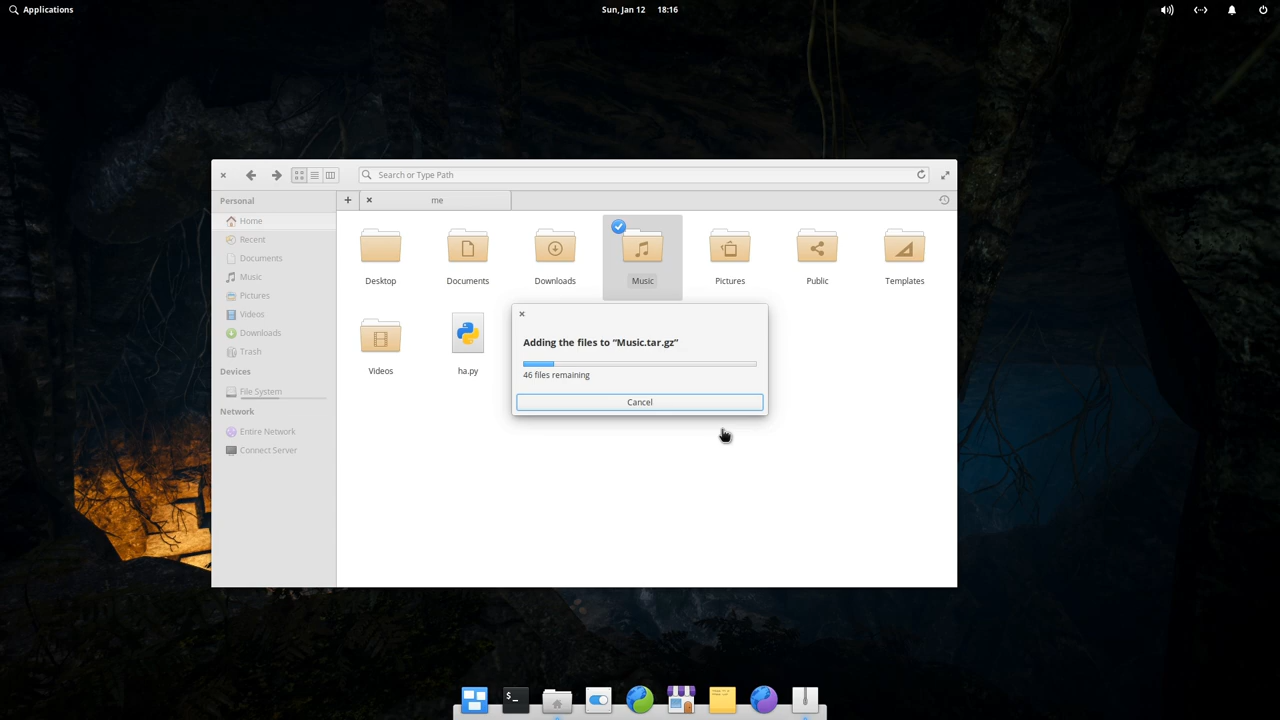 Applications
Sun, Jan 12 18:16
Search or Type Path
Personal
me
Home
Recent
Documents
Music
Pictures
Videos
Downloads
Trash
Devices
File System
Network
Entire Network
Connect Server
Desktop
Documents
Downloads
Music
Pictures
Public
Templates
Videos
ha.py
Adding the files to “Music.tar.gz”
46 files remaining
Cancel
$_